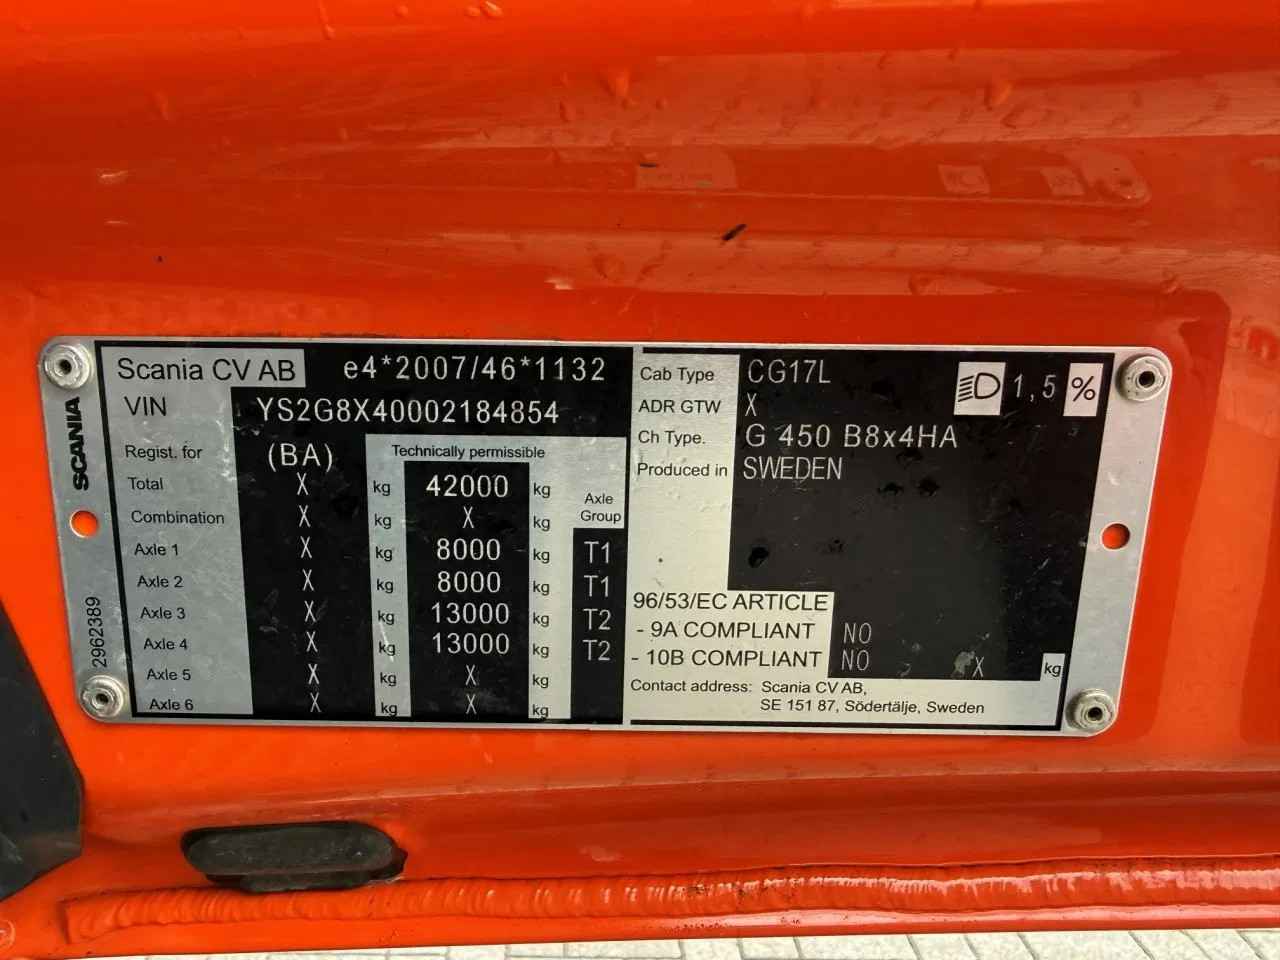 Scania CV AB e4*2007/46*1132
VIN YS2G8X40002184854
Regist. for (BA) Technically permissible
Total X kg 42000 kg Axle Group
Combination X kg X kg
Axle 1 X kg 8000 kg T1
Axle 2 X kg 8000 kg T1
Axle 3 X kg 13000 kg T2
Axle 4 X kg 13000 kg T2
Axle 5 X kg X kg
Axle 6 X kg X kg
SCANIA
2962389
Cab Type CG17L 1,5 %
ADR GTW X
Ch Type. G 450 B8x4HA
Produced in SWEDEN
96/53/EC ARTICLE
- 9A COMPLIANT NO
- 10B COMPLIANT NO X kg
Contact address: Scania CV AB,
SE 151 87, Södertälje, Sweden